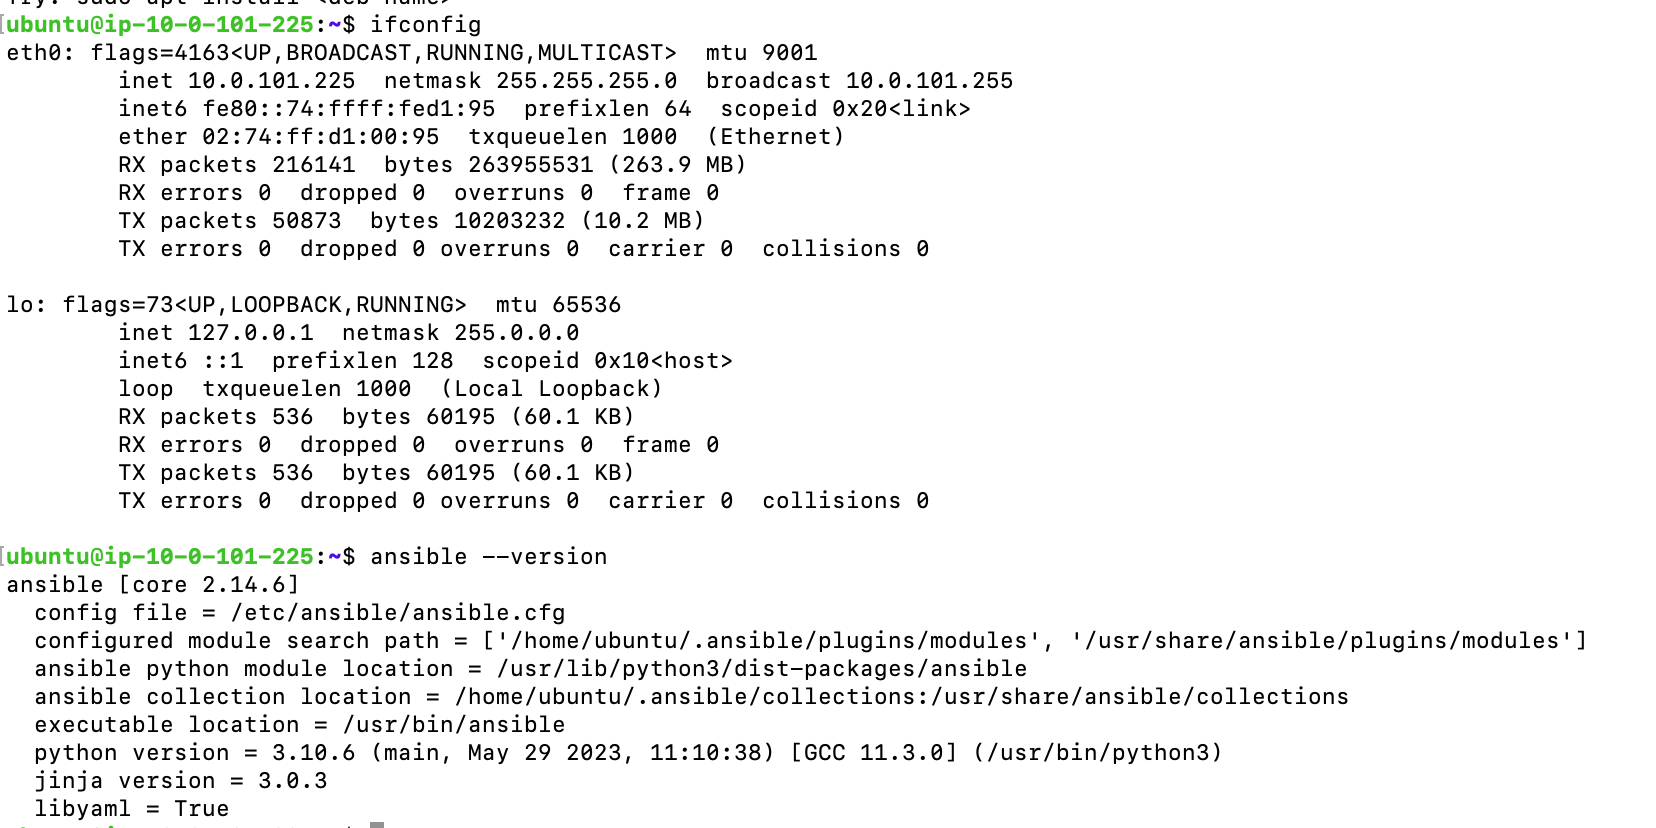 Try: sudo apt install <deb name>
ubuntu@ip-10-0-101-225:~$ ifconfig
eth0: flags=4163<UP,BROADCAST,RUNNING,MULTICAST>  mtu 9001
        inet 10.0.101.225  netmask 255.255.255.0  broadcast 10.0.101.255
        inet6 fe80::74:ffff:fed1:95  prefixlen 64  scopeid 0x20<link>
        ether 02:74:ff:d1:00:95  txqueuelen 1000  (Ethernet)
        RX packets 216141  bytes 263955531 (263.9 MB)
        RX errors 0  dropped 0  overruns 0  frame 0
        TX packets 50873  bytes 10203232 (10.2 MB)
        TX errors 0  dropped 0 overruns 0  carrier 0  collisions 0

lo: flags=73<UP,LOOPBACK,RUNNING>  mtu 65536
        inet 127.0.0.1  netmask 255.0.0.0
        inet6 ::1  prefixlen 128  scopeid 0x10<host>
        loop  txqueuelen 1000  (Local Loopback)
        RX packets 536  bytes 60195 (60.1 KB)
        RX errors 0  dropped 0  overruns 0  frame 0
        TX packets 536  bytes 60195 (60.1 KB)
        TX errors 0  dropped 0 overruns 0  carrier 0  collisions 0

ubuntu@ip-10-0-101-225:~$ ansible --version
ansible [core 2.14.6]
  config file = /etc/ansible/ansible.cfg
  configured module search path = ['/home/ubuntu/.ansible/plugins/modules', '/usr/share/ansible/plugins/modules']
  ansible python module location = /usr/lib/python3/dist-packages/ansible
  ansible collection location = /home/ubuntu/.ansible/collections:/usr/share/ansible/collections
  executable location = /usr/bin/ansible
  python version = 3.10.6 (main, May 29 2023, 11:10:38) [GCC 11.3.0] (/usr/bin/python3)
  jinja version = 3.0.3
  libyaml = True